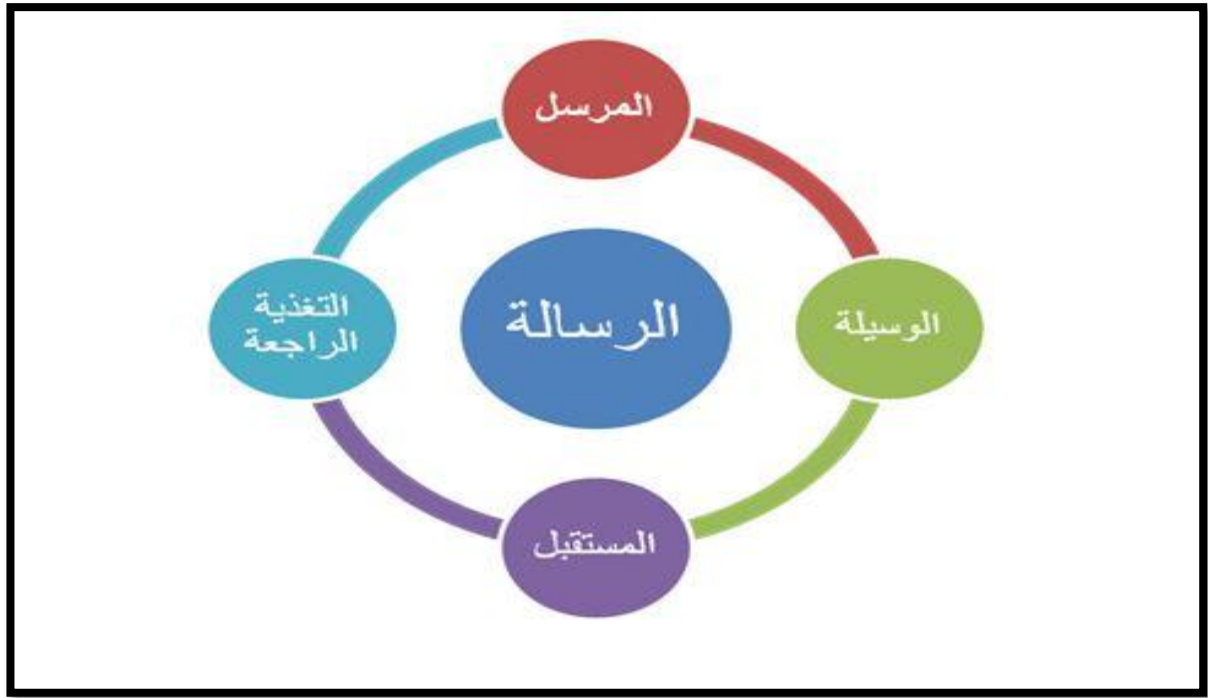 المرسل
الوسيلة
الرسالة
التغذية
الراجعة
المستقبل